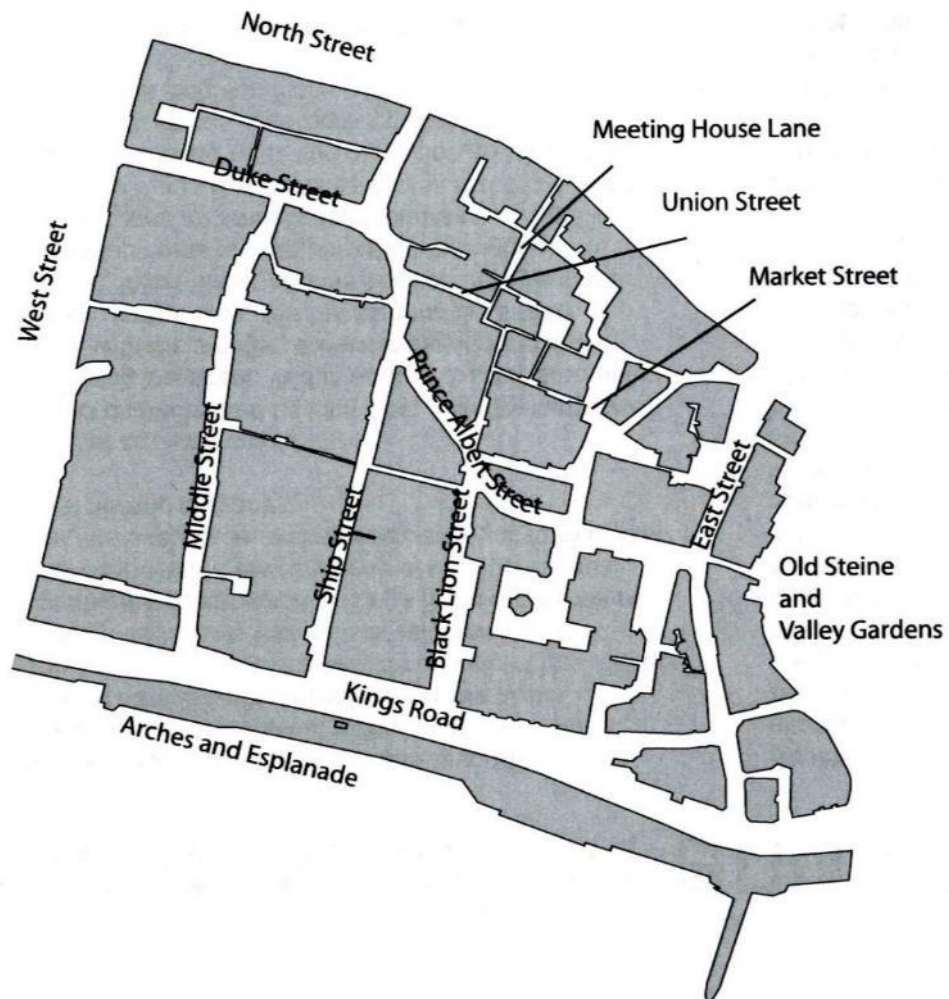 North Street
Meeting House Lane
Union Street
Duke Street
Market Street
West Street
Prince Albert Street
Middle Street
East Street
Ship Street
Black Lion Street
Old Steine
and
Valley Gardens
Kings Road
Arches and Esplanade